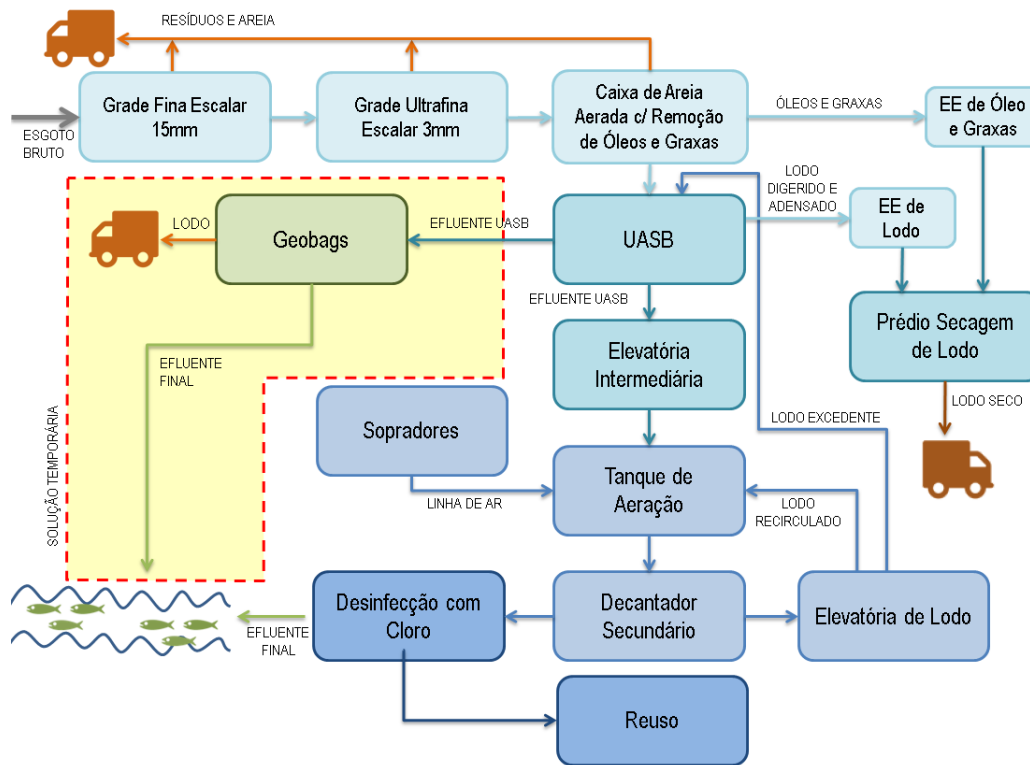 RESÍDUOS E AREIA
Grade Fina Escalar
15mm
Grade Ultrafina
Escalar 3mm
Caixa de Areia
Aerada c/ Remoção
de Óleos e Graxas
ÓLEOS E GRAXAS
EE de Óleo
e Graxas
ESGOTO
BRUTO
LODO
DIGERIDO E
ADENSADO
EE de
Lodo
LODO
Geobags
EFLUENTE UASB
UASB
EFLUENTE UASB
Prédio Secagem
de Lodo
Elevatória
Intermediária
EFLUENTE
FINAL
LODO SECO
LODO EXCEDENTE
Sopradores
SOLUÇÃO TEMPORÁRIA
LINHA DE AR
Tanque de
Aeração
LODO
RECIRCULADO
Desinfecção com
Cloro
Decantador
Secundário
Elevatória de Lodo
EFLUENTE
FINAL
Reuso